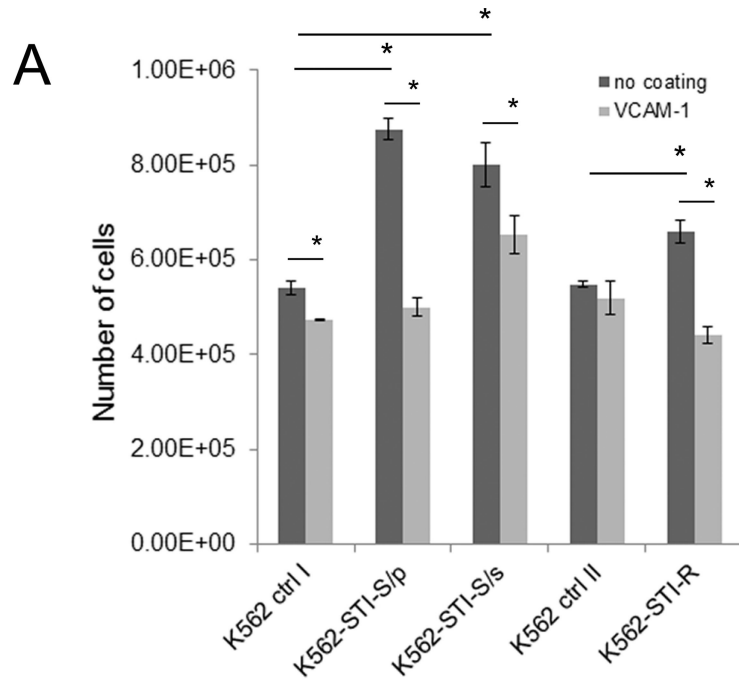 A
*
*
*
*
*
*
*
no coating
VCAM-1
Number of cells
1.00E+06
8.00E+05
6.00E+05
4.00E+05
2.00E+05
0.00E+00
K562 ctrl I
K562-STI-S/p
K562-STI-S/s
K562 ctrl II
K562-STI-R